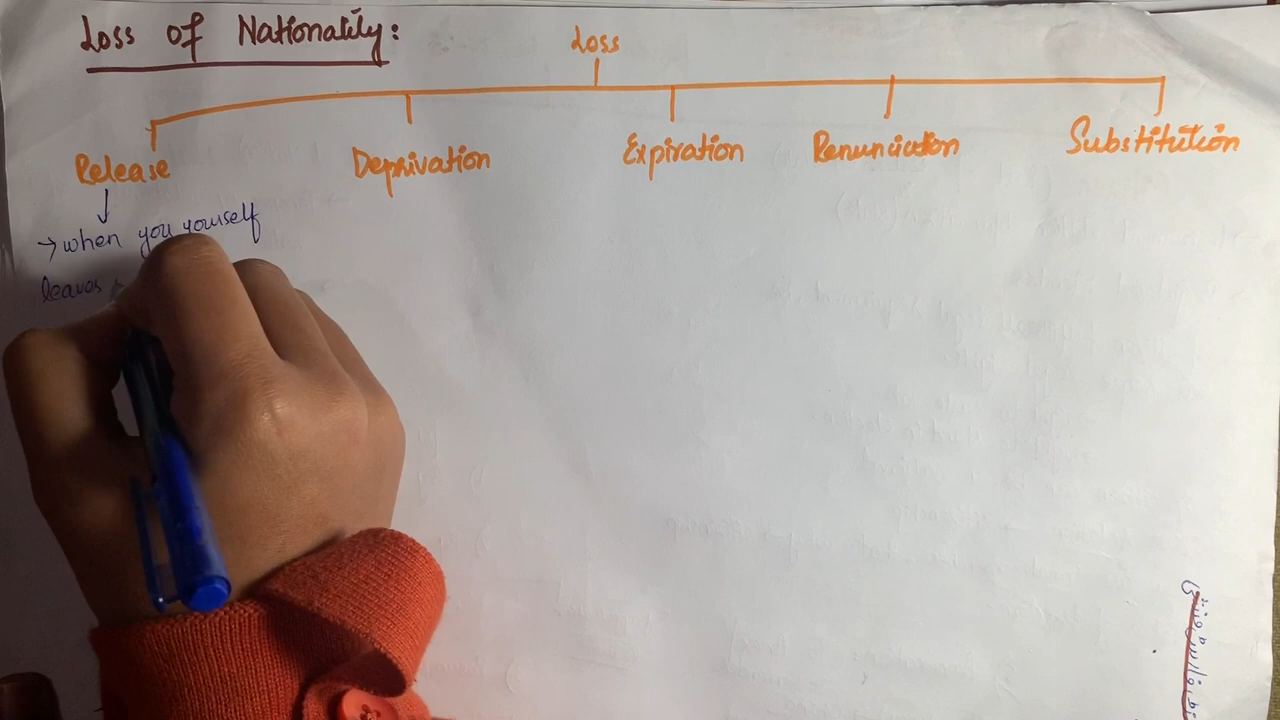 Loss of Nationality:
Loss
Release Deprivation Expiration Renunciation Substitution
→ when you yourself
leaves